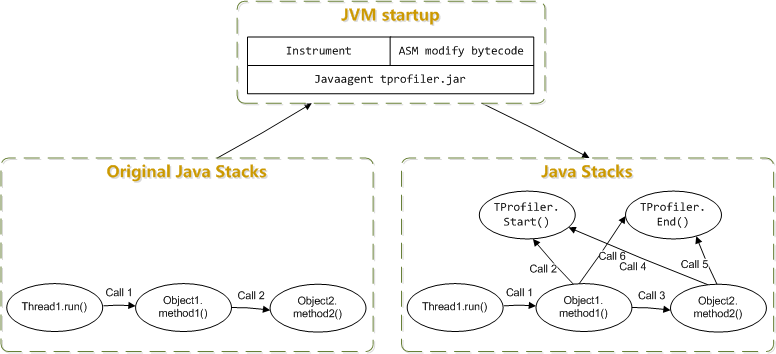 JVM startup
Instrument
ASM modify bytecode
Javaagent tprofiler.jar
Original Java Stacks
Thread1.run()
Call 1
Object1.
method1()
Call 2
Object2.
method2()
Java Stacks
TProfiler.
Start()
TProfiler.
End()
Call 2
Call 6
Call 4
Call 5
Thread1.run()
Call 1
Object1.
method1()
Call 3
Object2.
method2()